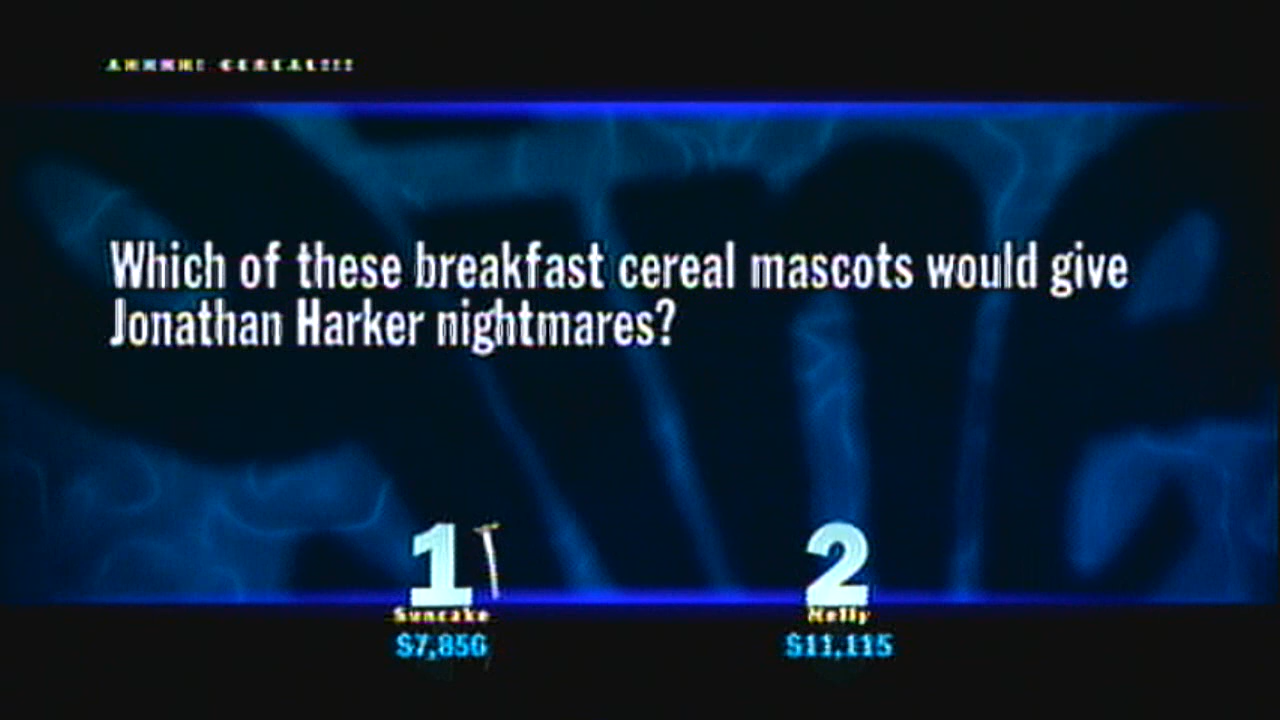 AHHHH! CEREAL!!!
Which of these breakfast cereal mascots would give
Jonathan Harker nightmares?
1
2
Suncake
$7,850
$11,115